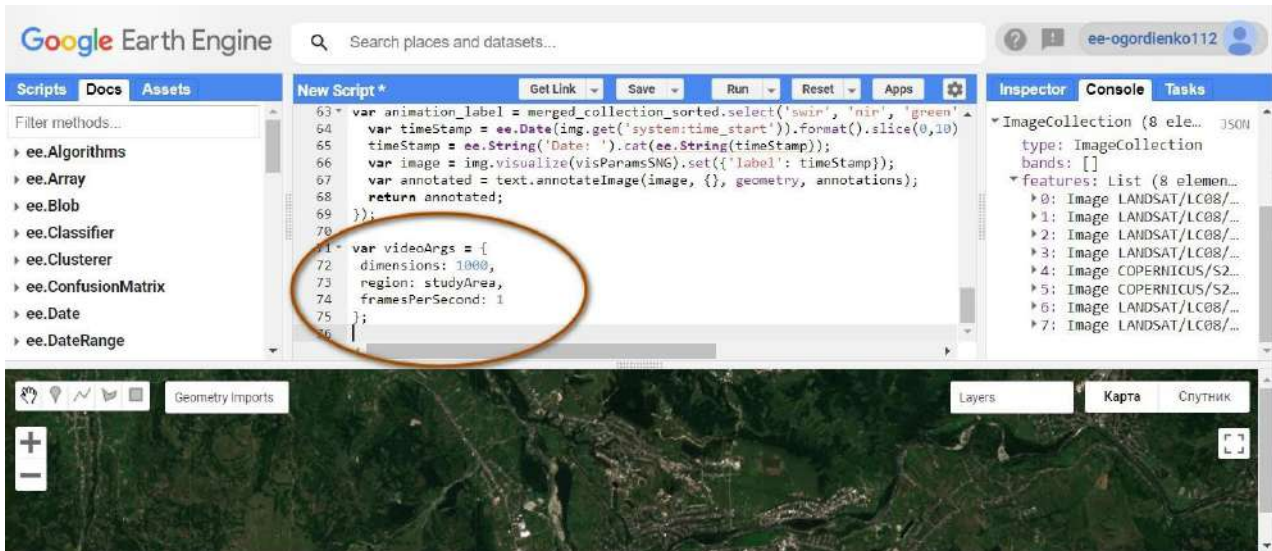 Google Earth Engine
Search places and datasets...
ee-ogordienko112
Scripts Docs Assets
Filter methods...
ee.Algorithms
ee.Array
ee.Blob
ee.Classifier
ee.Clusterer
ee.ConfusionMatrix
ee.Date
ee.DateRange
New Script *
Get Link Save Run Reset Apps
63 var animation_label = merged_collection_sorted.select('swir', 'nir', 'green'
64 var timeStamp = ee.Date(img.get('system:time_start')).format().slice(0,10)
65 timeStamp = ee.String('Date: ').cat(ee.String(timeStamp));
66 var image = img.visualize(visParamsSNG).set({'label': timeStamp});
67 var annotated = text.annotateImage(image, {}, geometry, annotations);
68 return annotated;
69 });
70
71 var videoArgs = {
72 dimensions: 1000,
73 region: studyArea,
74 framesPerSecond: 1
75 };
76
Inspector Console Tasks
ImageCollection (8 ele... JSON
type: ImageCollection
bands: []
features: List (8 elemen...
0: Image LANDSAT/LC08/...
1: Image LANDSAT/LC08/...
2: Image LANDSAT/LC08/...
3: Image LANDSAT/LC08/...
4: Image COPERNICUS/S2...
5: Image COPERNICUS/S2...
6: Image LANDSAT/LC08/...
7: Image LANDSAT/LC08/...
Geometry Imports
Layers
Карта Спутник